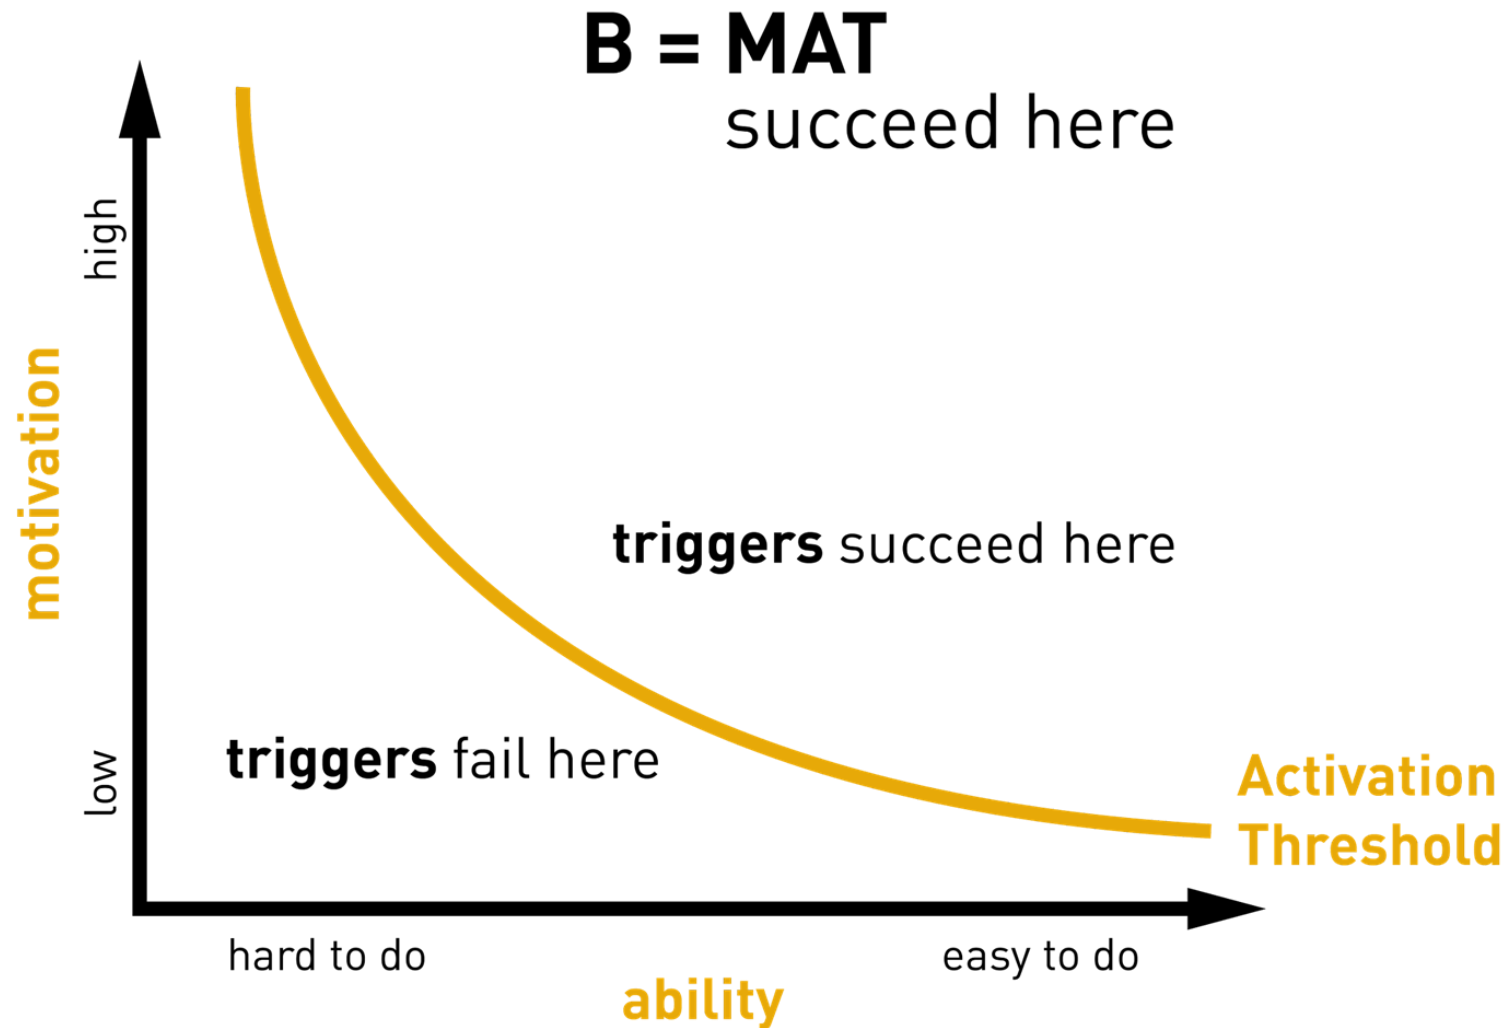 B = MAT
succeed here
high
motivation
triggers succeed here
low
triggers fail here
Activation
Threshold
hard to do
easy to do
ability